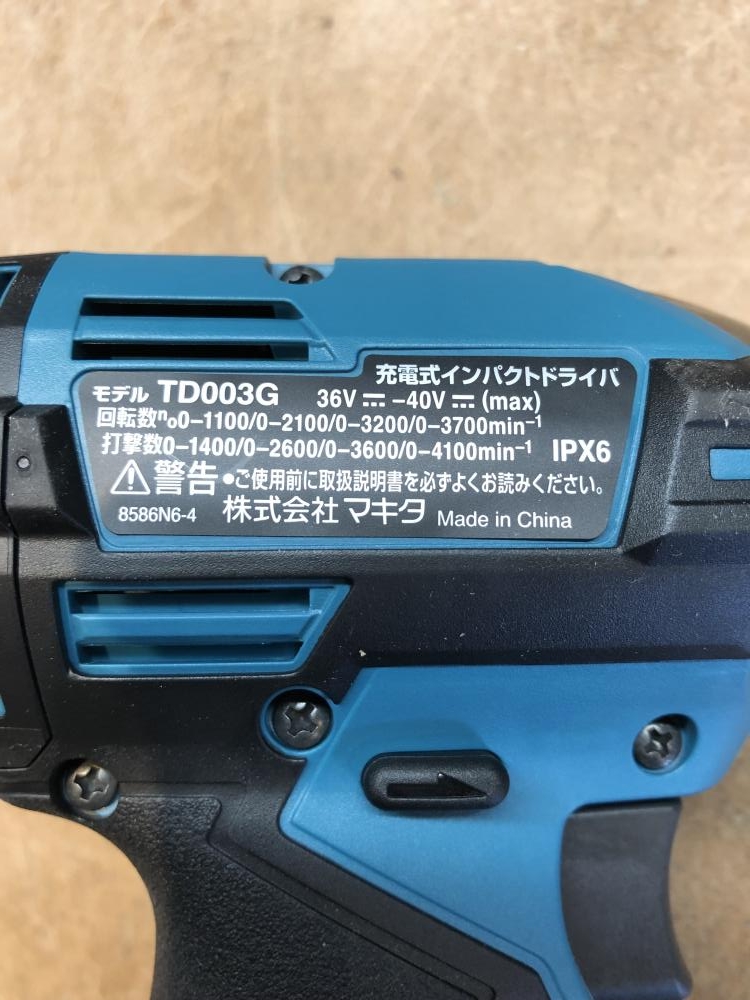 充電式インパクトドライバ
モデル TD003G 36V⎓-40V⎓(max)
回転数n₀0-1100/0-2100/0-3200/0-3700min⁻¹
打撃数0-1400/0-2600/0-3600/0-4100min⁻¹ IPX6
⚠警告 •ご使用前に取扱説明書を必ずよくお読みください。
8586N6-4 株式会社マキタ Made in China